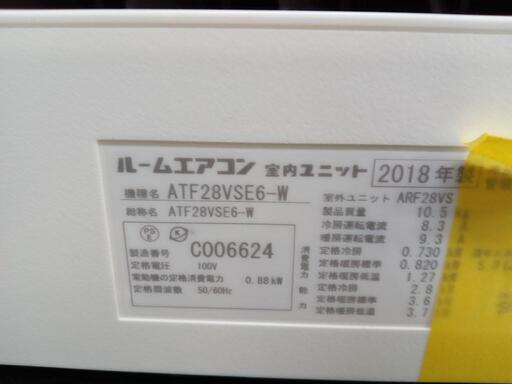 ルームエアコン 室内ユニット 2018年製
機種名 ATF28VSE6-W
総称名 ATF28VSE6-W
製造番号 C006624
定格電圧 100V
電動機の定格消費電力 0.88kW
定格周波数 50/60Hz
室外ユニット ARF28VS
製品質量 10.5
冷房運転電流 8.3 A
暖房運転電流 9.3 A
消費電力
定格冷房 0.730
定格暖房標準 0.820
定格暖房低温 1.27
能力
定格冷房 2.8
定格暖房標準 3.6
定格暖房低温 3.7